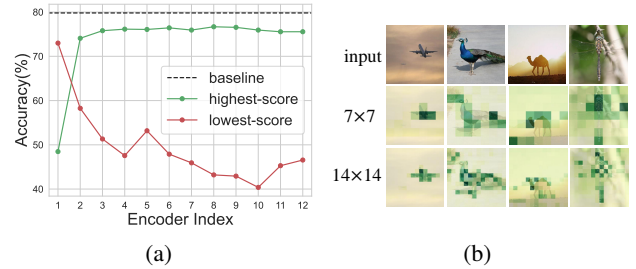 80
70
60
50
40
Accuracy(%)
baseline
highest-score
lowest-score
1 2 3 4 5 6 7 8 9 10 11 12
Encoder Index
(a)
input
7×7
14×14
(b)